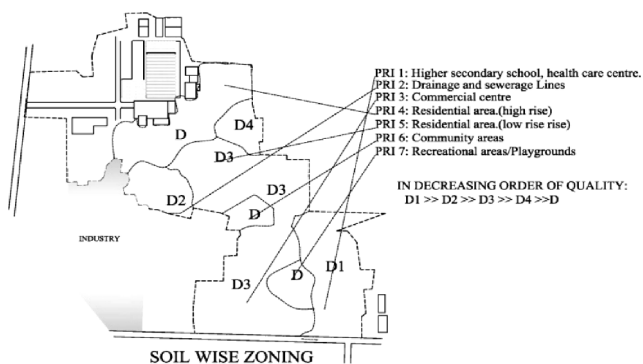 PRI 1: Higher secondary school, health care centre.
PRI 2: Drainage and sewerage Lines
PRI 3: Commercial centre
PRI 4: Residential area.(high rise)
PRI 5: Residential area.(low rise rise)
PRI 6: Community areas
PRI 7: Recreational areas/Playgrounds
IN DECREASING ORDER OF QUALITY:
D1 >> D2 >> D3 >> D4 >>D
D
D4
D3
D3
D2
D
INDUSTRY
D3
D
D1
SOIL WISE ZONING